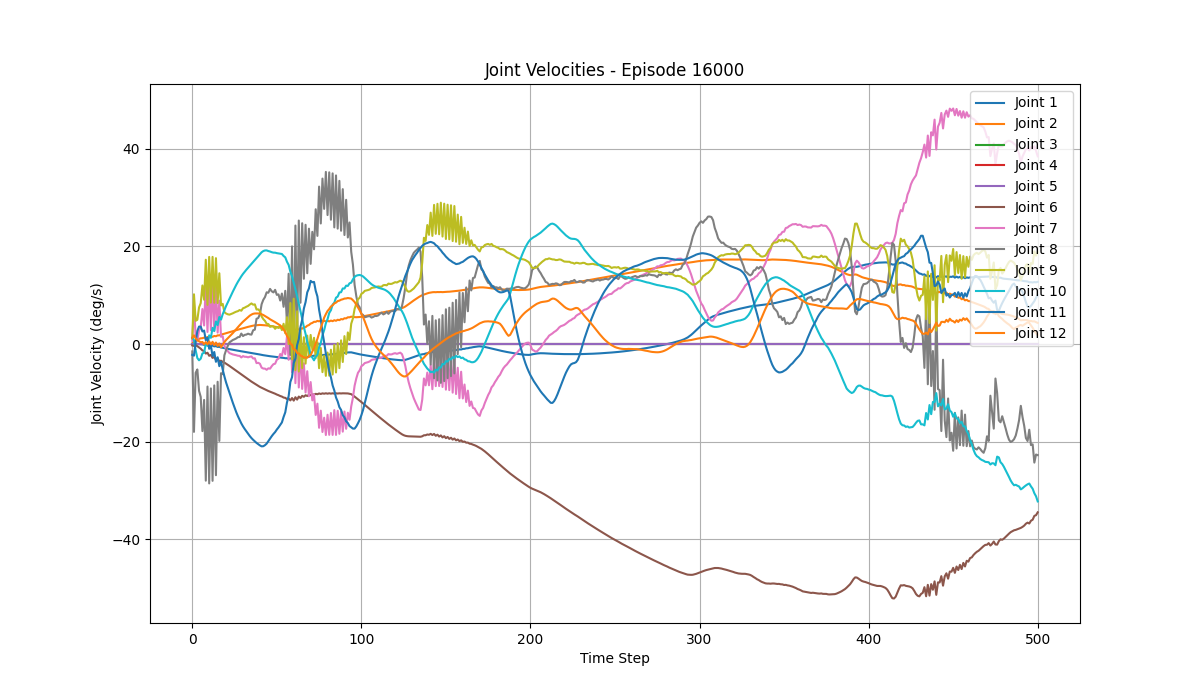 Joint Velocities - Episode 16000
Joint Velocity (deg/s)
40
20
0
−20
−40
0 100 200 300 400 500
Time Step
Joint 1
Joint 2
Joint 3
Joint 4
Joint 5
Joint 6
Joint 7
Joint 8
Joint 9
Joint 10
Joint 11
Joint 12